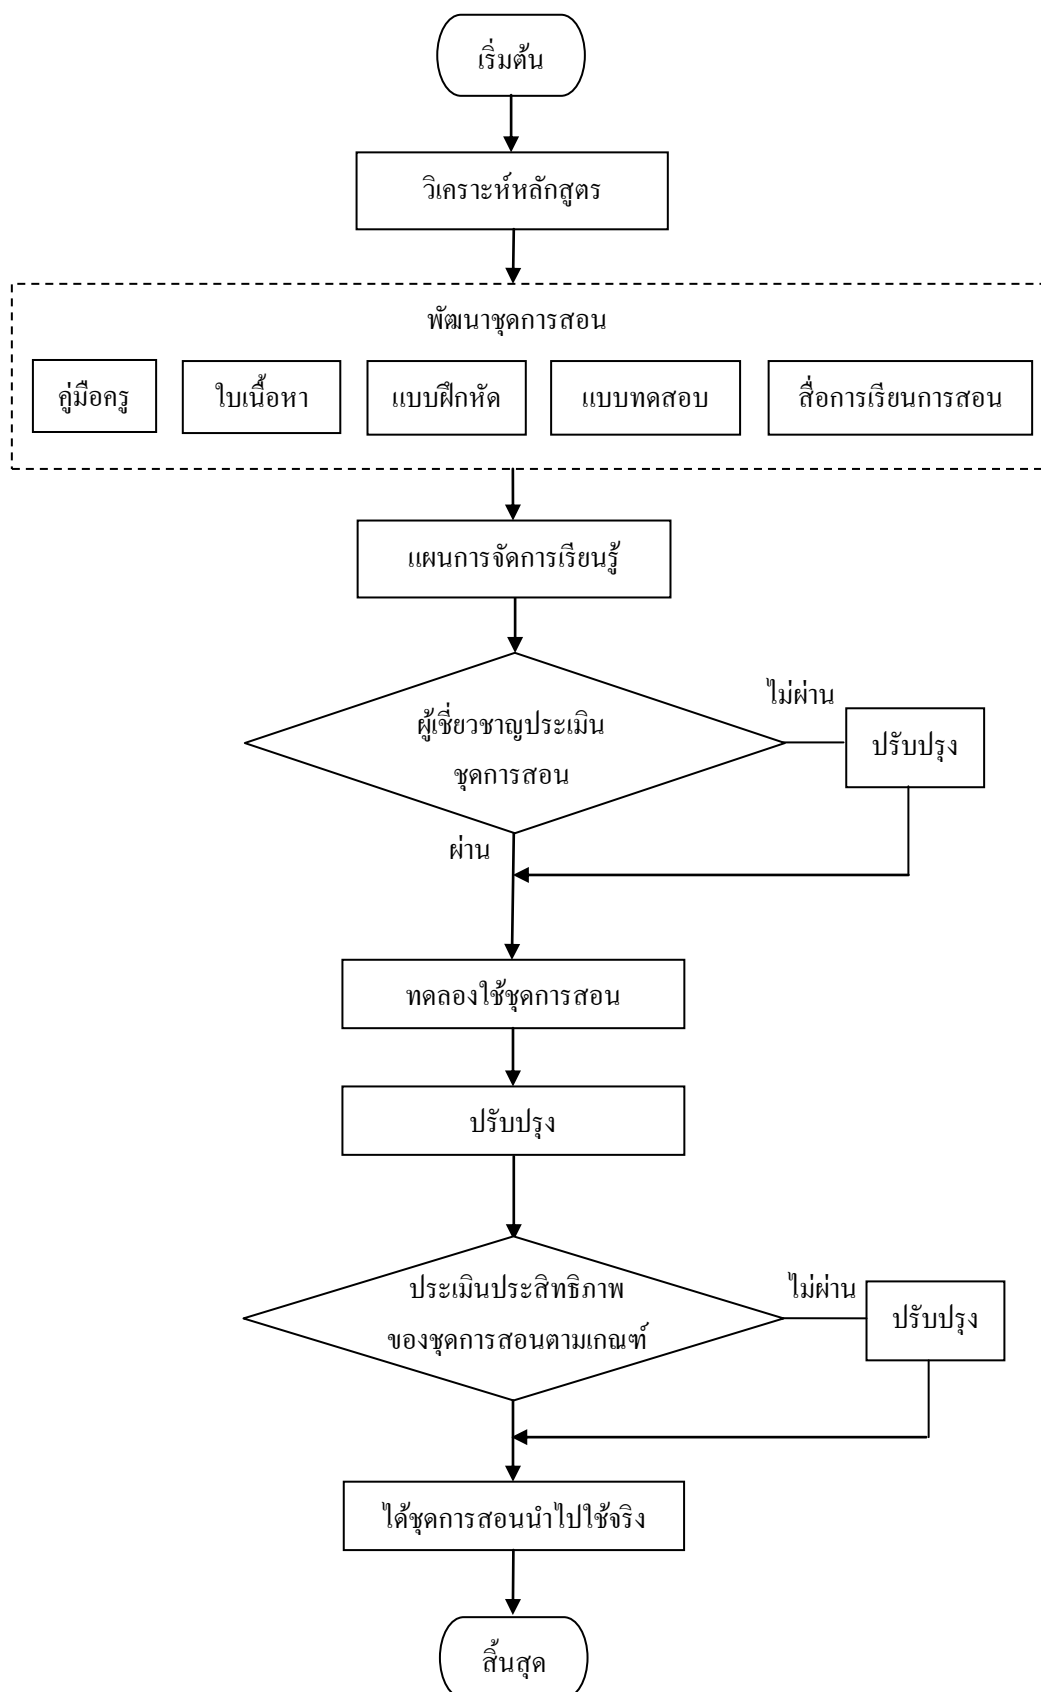 เริ่มต้น
วิเคราะห์หลักสูตร
พัฒนาชุดการสอน
คู่มือครู
ใบเนื้อหา
แบบฝึกหัด
แบบทดสอบ
สื่อการเรียนการสอน
แผนการจัดการเรียนรู้
ไม่ผ่าน
ผู้เชี่ยวชาญประเมิน
ชุดการสอน
ปรับปรุง
ผ่าน
ทดลองใช้ชุดการสอน
ปรับปรุง
ประเมินประสิทธิภาพ
ของชุดการสอนตามเกณฑ์
ไม่ผ่าน
ปรับปรุง
ได้ชุดการสอนนำไปใช้จริง
สิ้นสุด